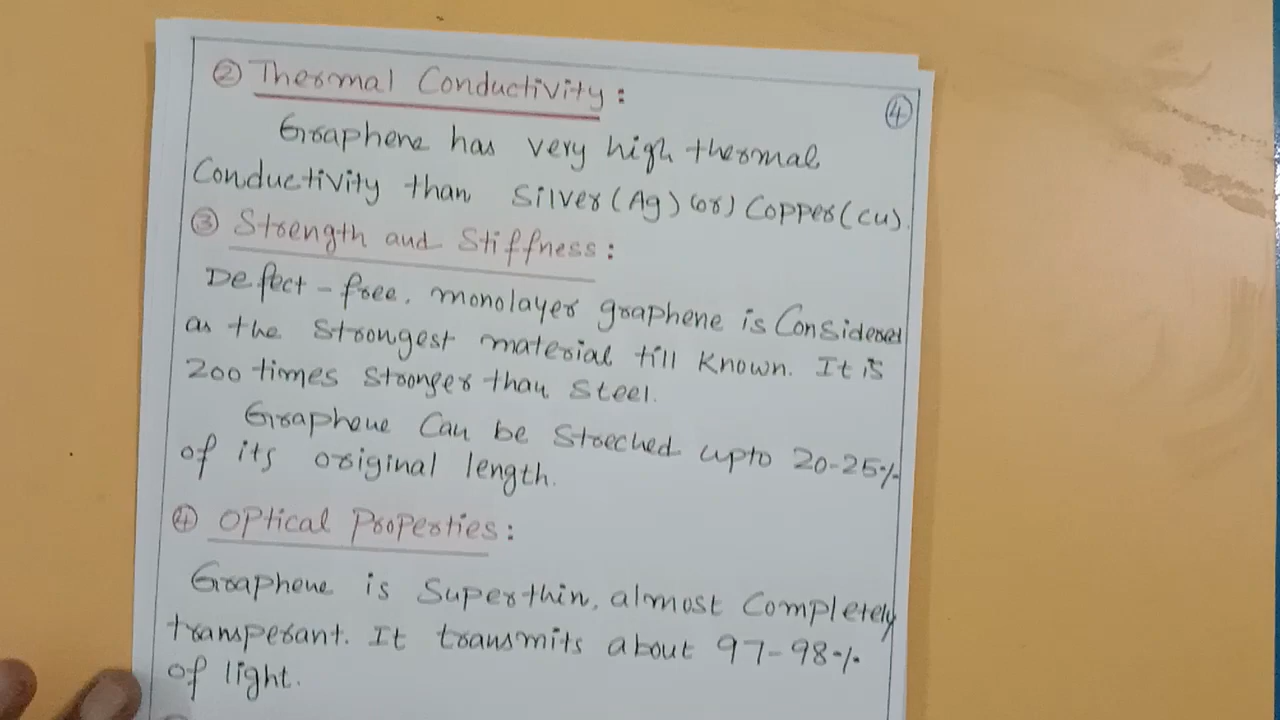 ② Thermal Conductivity:
④
Graphene has very high thermal
Conductivity than Silver(Ag) (or) Copper(Cu).
③ Strength and Stiffness:
Defect-free, monolayer graphene is Considered
as the Strongest material till Known. It is
200 times stronger than steel.
Graphene Can be Streched upto 20-25%
of its original length.
④ Optical Properties:
Graphene is Superthin, almost Completely
transperant. It transmits about 97-98%
of light.